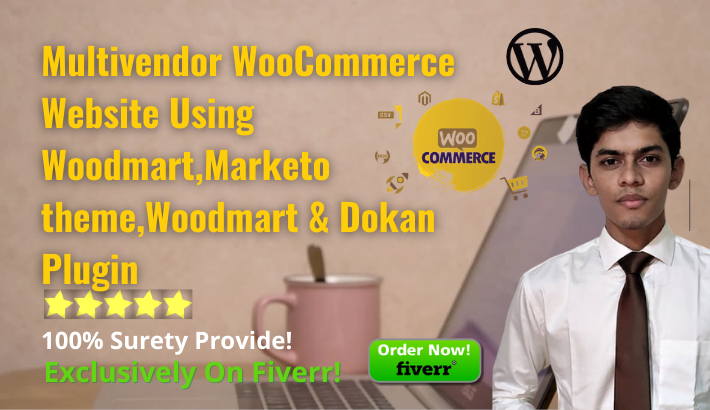 Multivendor WooCommerce
Website Using
Woodmart,Marketo
theme,Woodmart & Dokan
Plugin
100% Surety Provide!
Exclusively On Fiverr!
WOO
COMMERCE
Order Now!
fiverr